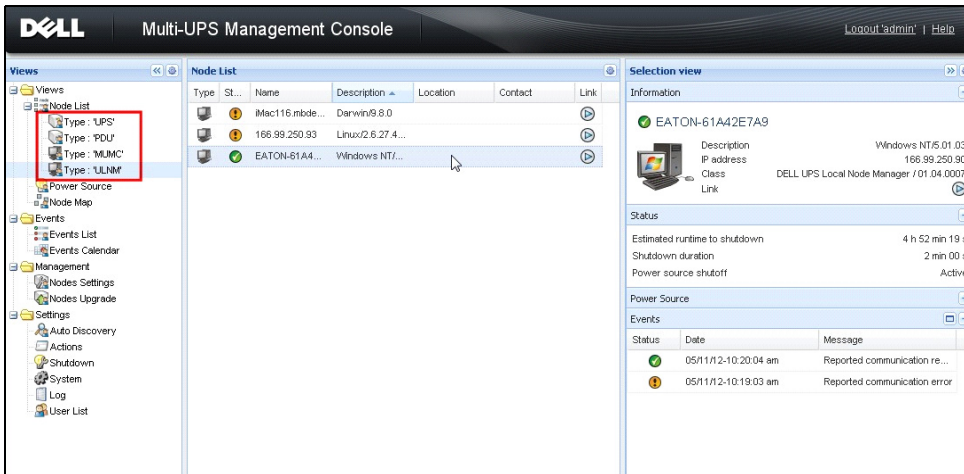 DELL Multi-UPS Management Console Logout 'admin' | Help
Views
Views
Node List
Type : 'UPS'
Type : 'PDU'
Type : 'MUMC'
Type : 'ULNM'
Power Source
Node Map
Events
Events List
Events Calendar
Management
Nodes Settings
Nodes Upgrade
Settings
Auto Discovery
Actions
Shutdown
System
Log
User List
Node List
Type St... Name Description Location Contact Link
iMac116.mbde... Darwin/9.8.0
166.99.250.93 Linux/2.6.27.4...
EATON-61A4... Windows NT/...
Selection view
Information
EATON-61A42E7A9
Description Windows NT/5.01.03
IP address 166.99.250.90
Class DELL UPS Local Node Manager / 01.04.0007
Link
Status
Estimated runtime to shutdown 4 h 52 min 19 s
Shutdown duration 2 min 00 s
Power source shutoff Active
Power Source
Events
Status Date Message
05/11/12-10:20:04 am Reported communication re...
05/11/12-10:19:03 am Reported communication error